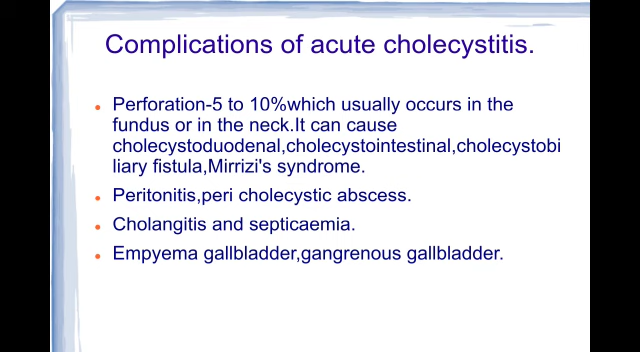 Complications of acute cholecystitis.
• Perforation-5 to 10%which usually occurs in the
fundus or in the neck.It can cause
cholecystoduodenal,cholecystointestinal,cholecystobi
liary fistula,Mirrizi's syndrome.
• Peritonitis,peri cholecystic abscess.
• Cholangitis and septicaemia.
• Empyema gallbladder,gangrenous gallbladder.